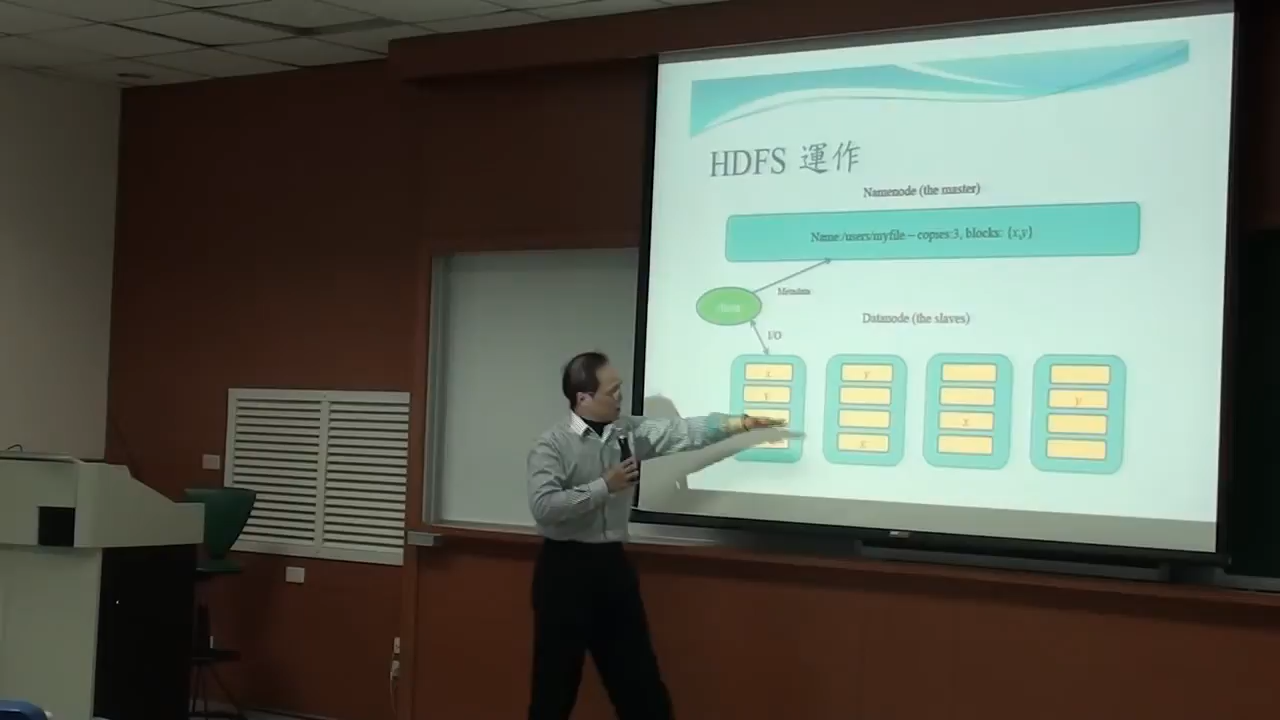 HDFS 運作
Namenode (the master)
Name:/users/myfile – copies:3, blocks: {x,y}
Metadata
I/O
Datanode (the slaves)
x y
y
x y
x